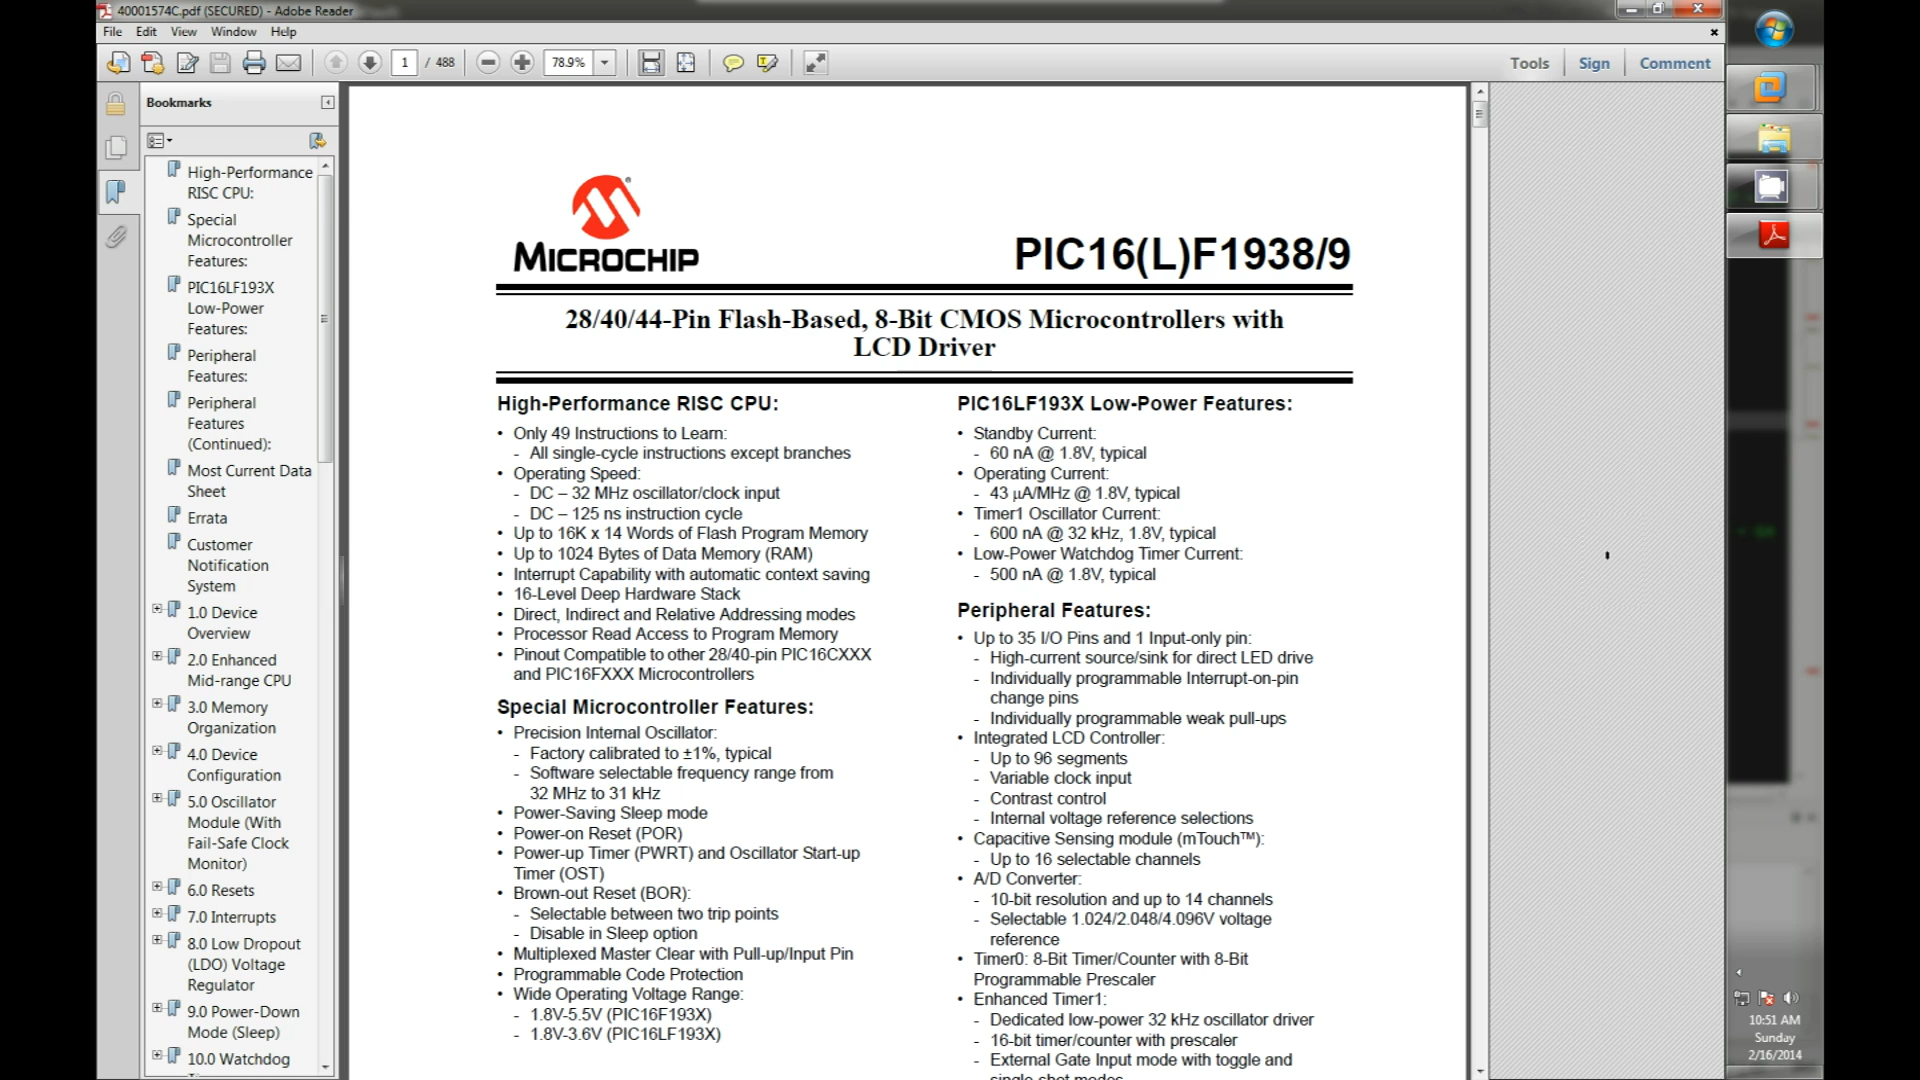 40001574C.pdf (SECURED) - Adobe Reader
File Edit View Window Help
1 / 488 78.9% Tools Sign Comment
Bookmarks
High-Performance
RISC CPU:
Special
Microcontroller
Features:
PIC16LF193X
Low-Power
Features:
Peripheral
Features:
Peripheral
Features
(Continued):
Most Current Data
Sheet
Errata
Customer
Notification
System
1.0 Device
Overview
2.0 Enhanced
Mid-range CPU
3.0 Memory
Organization
4.0 Device
Configuration
5.0 Oscillator
Module (With
Fail-Safe Clock
Monitor)
6.0 Resets
7.0 Interrupts
8.0 Low Dropout
(LDO) Voltage
Regulator
9.0 Power-Down
Mode (Sleep)
10.0 Watchdog
MICROCHIP
PIC16(L)F1938/9
28/40/44-Pin Flash-Based, 8-Bit CMOS Microcontrollers with
LCD Driver
High-Performance RISC CPU:
• Only 49 Instructions to Learn:
- All single-cycle instructions except branches
• Operating Speed:
- DC – 32 MHz oscillator/clock input
- DC – 125 ns instruction cycle
• Up to 16K x 14 Words of Flash Program Memory
• Up to 1024 Bytes of Data Memory (RAM)
• Interrupt Capability with automatic context saving
• 16-Level Deep Hardware Stack
• Direct, Indirect and Relative Addressing modes
• Processor Read Access to Program Memory
• Pinout Compatible to other 28/40-pin PIC16CXXX
and PIC16FXXX Microcontrollers
Special Microcontroller Features:
• Precision Internal Oscillator:
- Factory calibrated to ±1%, typical
- Software selectable frequency range from
32 MHz to 31 kHz
• Power-Saving Sleep mode
• Power-on Reset (POR)
• Power-up Timer (PWRT) and Oscillator Start-up
Timer (OST)
• Brown-out Reset (BOR):
- Selectable between two trip points
- Disable in Sleep option
• Multiplexed Master Clear with Pull-up/Input Pin
• Programmable Code Protection
• Wide Operating Voltage Range:
- 1.8V-5.5V (PIC16F193X)
- 1.8V-3.6V (PIC16LF193X)
PIC16LF193X Low-Power Features:
• Standby Current:
- 60 nA @ 1.8V, typical
• Operating Current:
- 43 μA/MHz @ 1.8V, typical
• Timer1 Oscillator Current:
- 600 nA @ 32 kHz, 1.8V, typical
• Low-Power Watchdog Timer Current:
- 500 nA @ 1.8V, typical
Peripheral Features:
• Up to 35 I/O Pins and 1 Input-only pin:
- High-current source/sink for direct LED drive
- Individually programmable Interrupt-on-pin
change pins
- Individually programmable weak pull-ups
• Integrated LCD Controller:
- Up to 96 segments
- Variable clock input
- Contrast control
- Internal voltage reference selections
• Capacitive Sensing module (mTouch™):
- Up to 16 selectable channels
• A/D Converter:
- 10-bit resolution and up to 14 channels
- Selectable 1.024/2.048/4.096V voltage
reference
• Timer0: 8-Bit Timer/Counter with 8-Bit
Programmable Prescaler
• Enhanced Timer1:
- Dedicated low-power 32 kHz oscillator driver
- 16-bit timer/counter with prescaler
- External Gate Input mode with toggle and
single-shot modes
10:51 AM
Sunday
2/16/2014